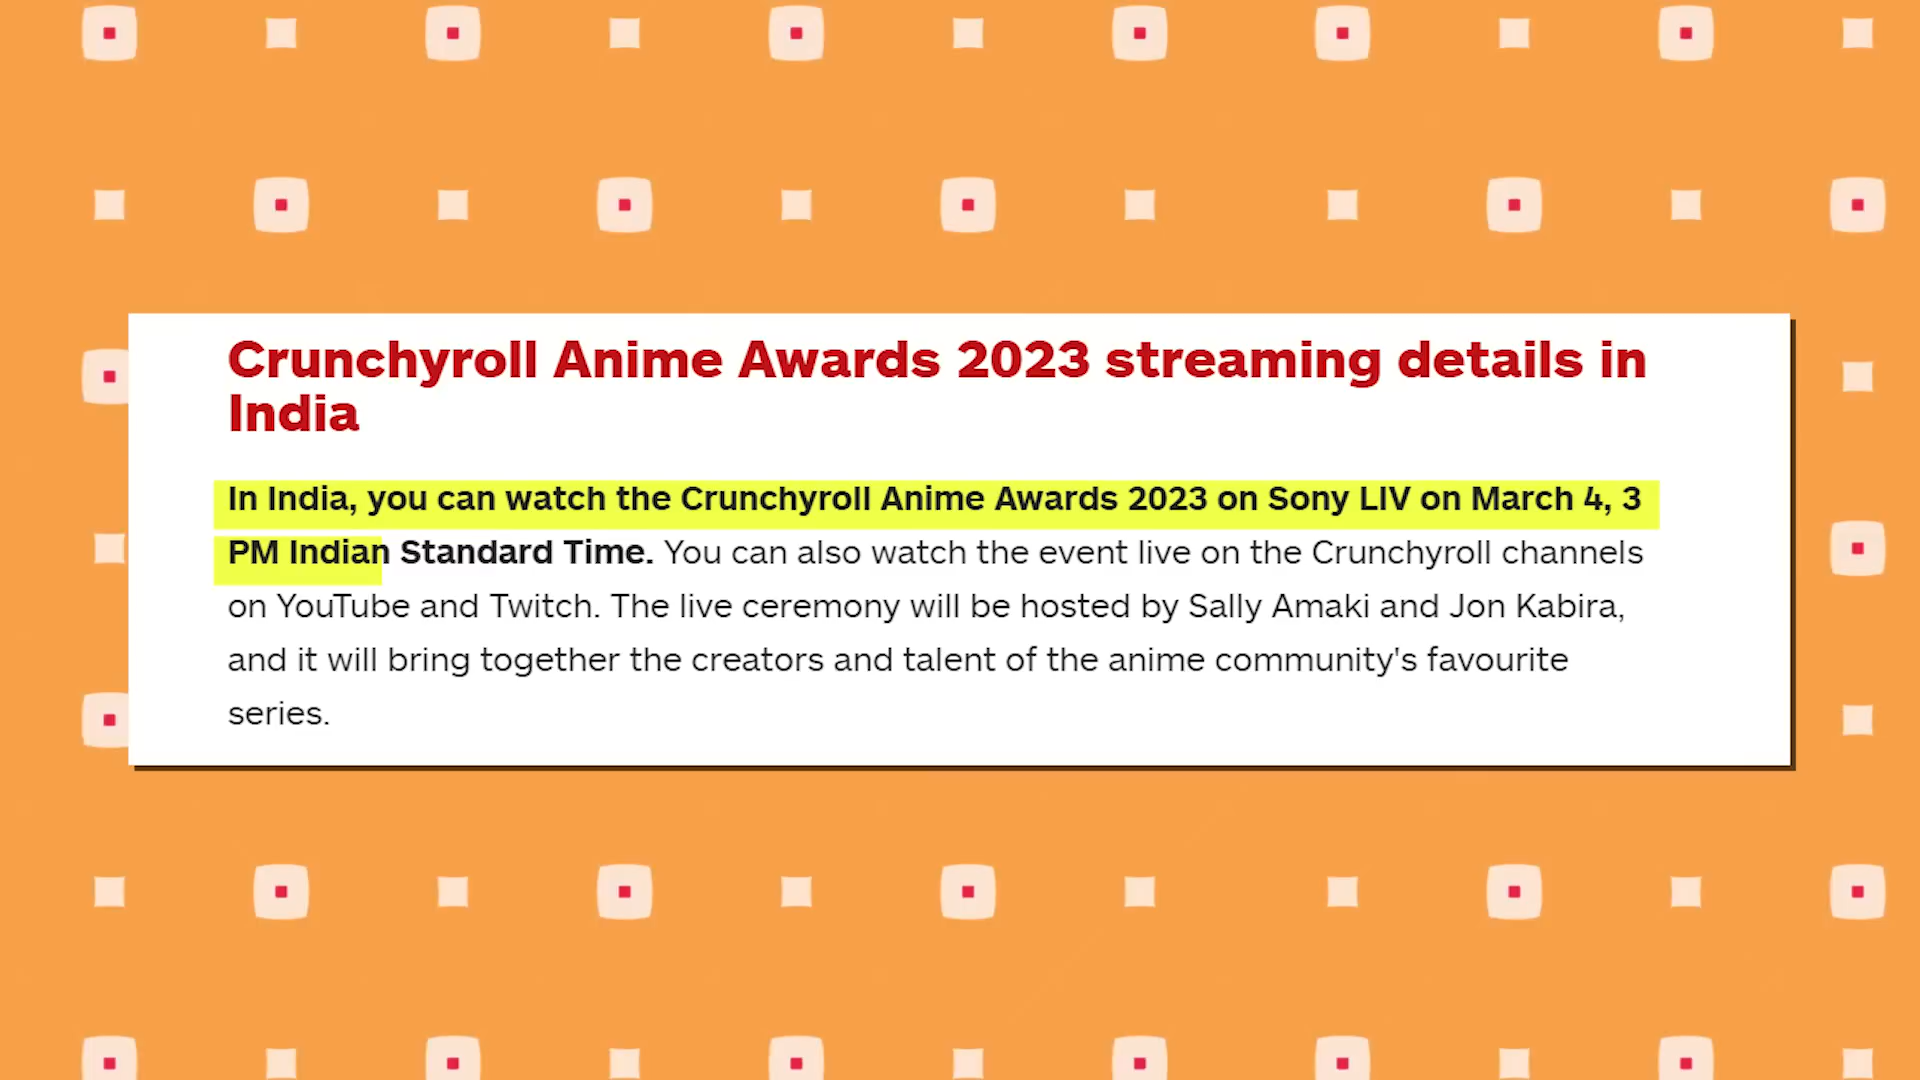 Crunchyroll Anime Awards 2023 streaming details in
India
In India, you can watch the Crunchyroll Anime Awards 2023 on Sony LIV on March 4, 3
PM Indian Standard Time. You can also watch the event live on the Crunchyroll channels
on YouTube and Twitch. The live ceremony will be hosted by Sally Amaki and Jon Kabira,
and it will bring together the creators and talent of the anime community's favourite
series.